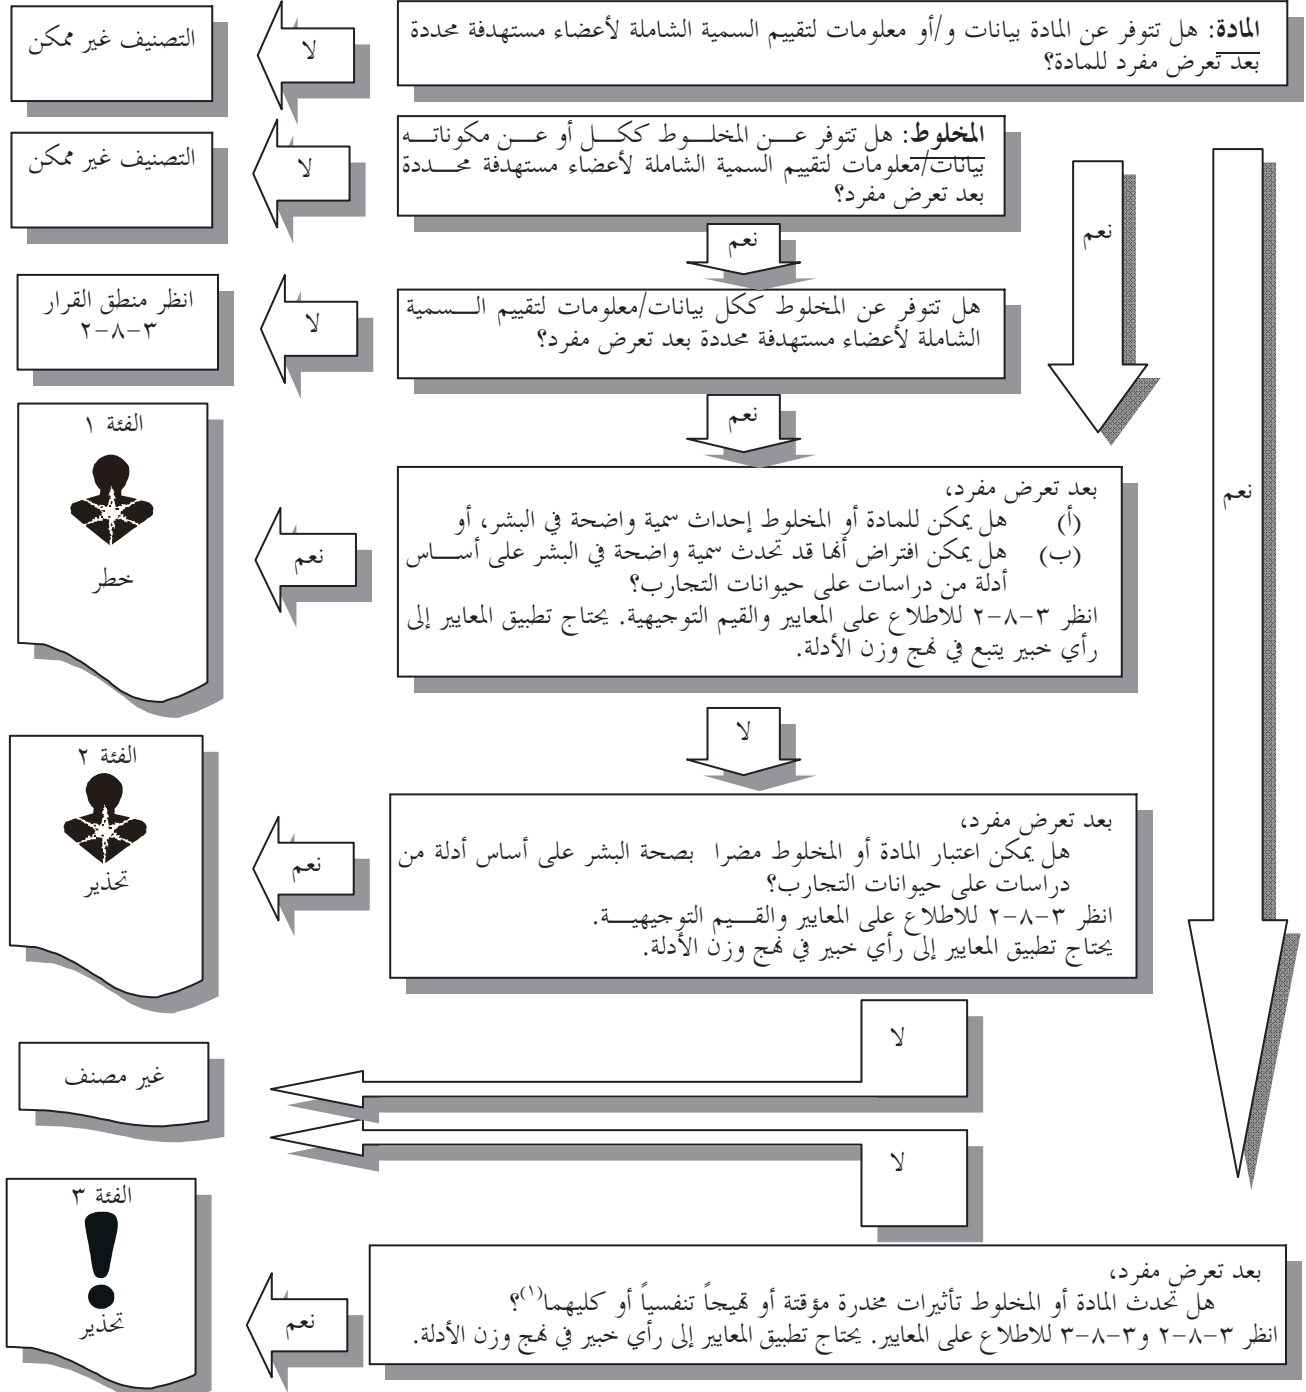 المادة: هل تتوفر عن المادة بيانات و/أو معلومات لتقييم السمية الشاملة لأعضاء مستهدفة محددة
بعد تعرض مفرد للمادة؟
لا
التصنيف غير ممكن
المخلوط: هل تتوفر عن المخلوط ككل أو عن مكوناته
بيانات/معلومات لتقييم السمية الشاملة لأعضاء مستهدفة محددة
بعد تعرض مفرد؟
لا
التصنيف غير ممكن
نعم
نعم
نعم
هل تتوفر عن المخلوط ككل بيانات/معلومات لتقييم السمية
الشاملة لأعضاء مستهدفة محددة بعد تعرض مفرد؟
لا
انظر منطق القرار
٣-٨-٢
نعم
بعد تعرض مفرد،
(أ) هل يمكن للمادة أو المخلوط إحداث سمية واضحة في البشر، أو
(ب) هل يمكن افتراض أنها قد تحدث سمية واضحة في البشر على أساس
أدلة من دراسات على حيوانات التجارب؟
انظر ٣-٨-٢ للاطلاع على المعايير والقيم التوجيهية. يحتاج تطبيق المعايير إلى
رأي خبير يتبع في نهج وزن الأدلة.
نعم
الفئة ١
خطر
لا
بعد تعرض مفرد،
هل يمكن اعتبار المادة أو المخلوط مضرا بصحة البشر على أساس أدلة من
دراسات على حيوانات التجارب؟
انظر ٣-٨-٢ للاطلاع على المعايير والقيم التوجيهية.
يحتاج تطبيق المعايير إلى رأي خبير في نهج وزن الأدلة.
نعم
الفئة ٢
تحذير
لا
غير مصنف
لا
بعد تعرض مفرد،
هل تحدث المادة أو المخلوط تأثيرات مخدرة مؤقتة أو تهيجاً تنفسياً أو كليهما(١)؟
انظر ٣-٨-٢ و٣-٨-٣ للاطلاع على المعايير. يحتاج تطبيق المعايير إلى رأي خبير في نهج وزن الأدلة.
نعم
الفئة ٣
تحذير